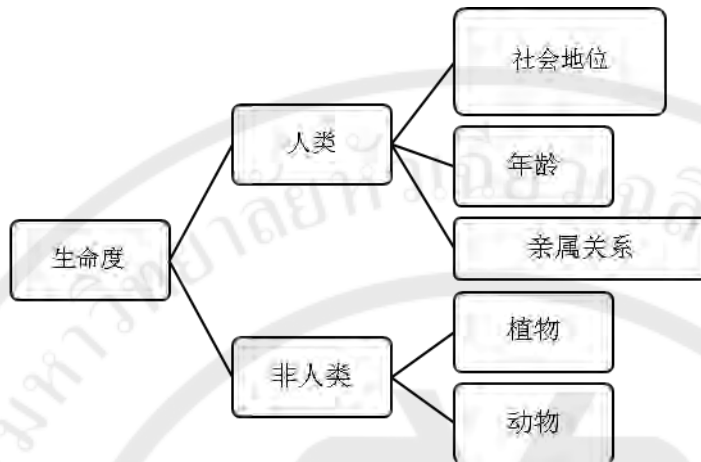 生命度
人类
社会地位
年龄
亲属关系
非人类
植物
动物